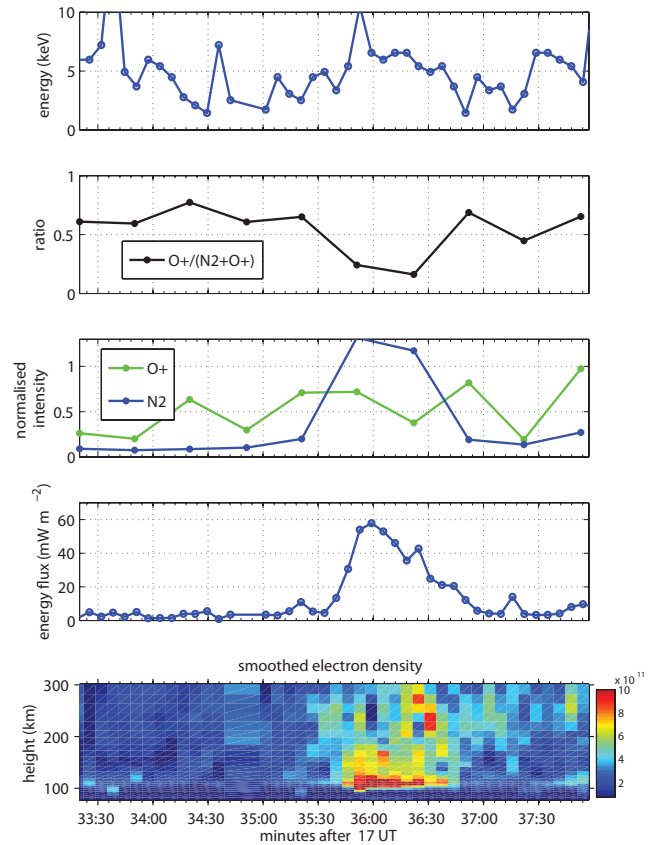 10
5
0
energy (keV)
1
0.5
0
ratio
O+/(N2+O+)
1
0.5
0
normalised
intensity
O+
N2
60
40
20
0
energy flux (mW m −2)
smoothed electron density
300
200
100
height (km)
x 10 11
10
8
6
4
2
33:30 34:00 34:30 35:00 35:30 36:00 36:30 37:00 37:30
minutes after 17 UT